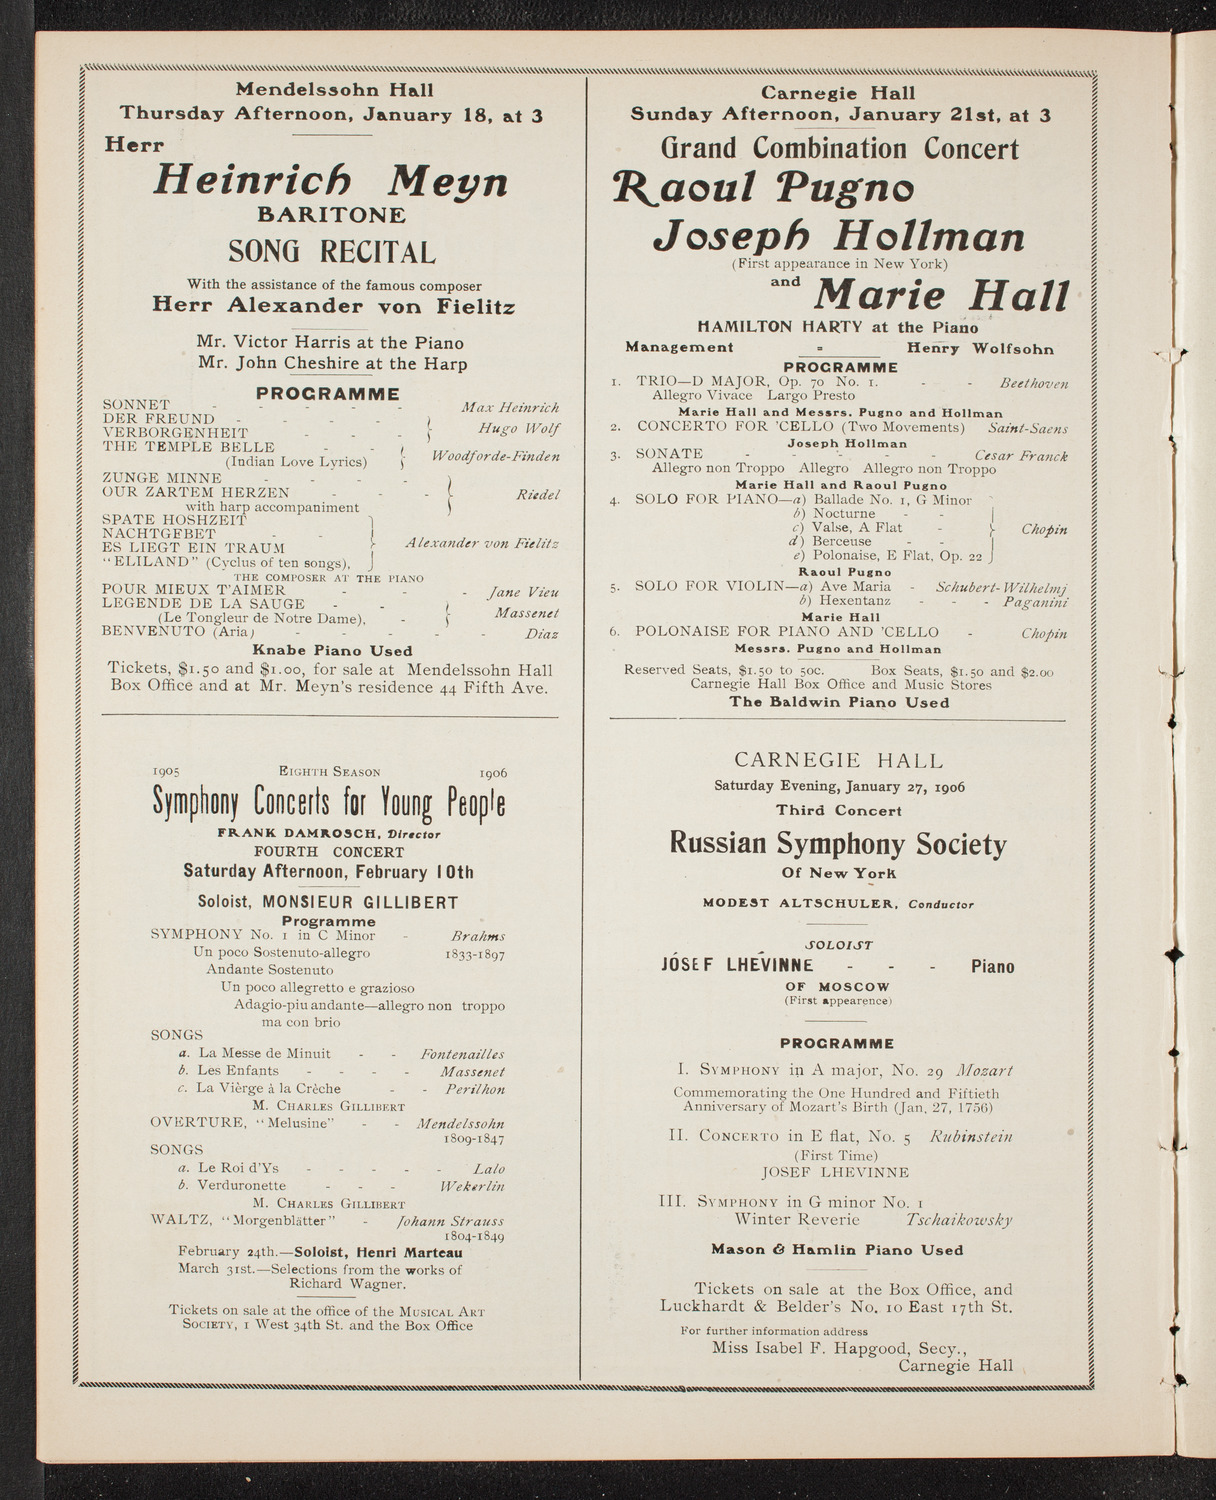 Mendelssohn Hall
Thursday Afternoon, January 18, at 3
Herr
Heinrich Meyn
BARITONE
SONG RECITAL
With the assistance of the famous composer
Herr Alexander von Fielitz
Mr. Victor Harris at the Piano
Mr. John Cheshire at the Harp
PROGRAMME
SONNET - - - - - Max Heinrich
DER FREUND - - - - -
VERBORGENHEIT - - - Hugo Wolf
THE TEMPLE BELLE - -
(Indian Love Lyrics) Woodforde-Finden
ZUNGE MINNE - - - -
OUR ZARTEM HERZEN - - - Riedel
with harp accompaniment
SPATE HOSHZEIT
NACHTGFBET - -
ES LIEGT EIN TRAUM Alexander von Fielitz
“ELILAND” (Cyclus of ten songs),
THE COMPOSER AT THE PIANO
POUR MIEUX T'AIMER - - - Jane Vieu
LEGENDE DE LA SAUGE - -
(Le Tongleur de Notre Dame), - Massenet
BENVENUTO (Aria) - - - - - Diaz
Knabe Piano Used
Tickets, $1.50 and $1.00, for sale at Mendelssohn Hall
Box Office and at Mr. Meyn's residence 44 Fifth Ave.
1905 EIGHTH SEASON 1906
Symphony Concerts for Young People
FRANK DAMROSCH, Director
FOURTH CONCERT
Saturday Afternoon, February 10th
Soloist, MONSIEUR GILLIBERT
Programme
SYMPHONY No. 1 in C Minor - Brahms
Un poco Sostenuto-allegro 1833-1897
Andante Sostenuto
Un poco allegretto e grazioso
Adagio-piu andante—allegro non troppo
ma con brio
SONGS
a. La Messe de Minuit - - Fontenailles
b. Les Enfants - - - - Massenet
c. La Vièrge à la Crèche - - Perilhon
M. CHARLES GILLIBERT
OVERTURE, “Melusine” - - Mendelssohn
1809-1847
SONGS
a. Le Roi d'Ys - - - - - Lalo
b. Verduronette - - - Wekerlin
M. CHARLES GILLIBERT
WALTZ, “Morgenblätter” - Johann Strauss
1804-1849
February 24th.—Soloist, Henri Marteau
March 31st.—Selections from the works of
Richard Wagner.
Tickets on sale at the office of the MUSICAL ART
SOCIETY, 1 West 34th St. and the Box Office
Carnegie Hall
Sunday Afternoon, January 21st, at 3
Grand Combination Concert
Raoul Pugno
Joseph Hollman
(First appearance in New York)
and Marie Hall
HAMILTON HARTY at the Piano
Management = Henry Wolfsohn
PROGRAMME
1. TRIO—D MAJOR, Op. 70 No. 1. - - Beethoven
Allegro Vivace Largo Presto
Marie Hall and Messrs. Pugno and Hollman
2. CONCERTO FOR 'CELLO (Two Movements) Saint-Saens
Joseph Hollman
3. SONATE - - - - - Cesar Franck
Allegro non Troppo Allegro Allegro non Troppo
Marie Hall and Raoul Pugno
4. SOLO FOR PIANO—a) Ballade No. 1, G Minor
b) Nocturne - -
c) Valse, A Flat - Chopin
d) Berceuse - -
e) Polonaise, E Flat, Op. 22
Raoul Pugno
5. SOLO FOR VIOLIN—a) Ave Maria - Schubert-Wilhelmj
b) Hexentanz - - - Paganini
Marie Hall
6. POLONAISE FOR PIANO AND 'CELLO - Chopin
Messrs. Pugno and Hollman
Reserved Seats, $1.50 to 50c. Box Seats, $1.50 and $2.00
Carnegie Hall Box Office and Music Stores
The Baldwin Piano Used
CARNEGIE HALL
Saturday Evening, January 27, 1906
Third Concert
Russian Symphony Society
Of New York
MODEST ALTSCHULER, Conductor
SOLOIST
JÓSEF LHÉVINNE - - - Piano
OF MOSCOW
(First appearence)
PROGRAMME
I. SYMPHONY in A major, No. 29 Mozart
Commemorating the One Hundred and Fiftieth
Anniversary of Mozart's Birth (Jan. 27, 1756)
II. CONCERTO in E flat, No. 5 Rubinstein
(First Time)
JOSEF LHEVINNE
III. SYMPHONY in G minor No. 1
Winter Reverie Tschaikowsky
Mason & Hamlin Piano Used
Tickets on sale at the Box Office, and
Luckhardt & Belder's No. 10 East 17th St.
For further information address
Miss Isabel F. Hapgood, Secy.,
Carnegie Hall